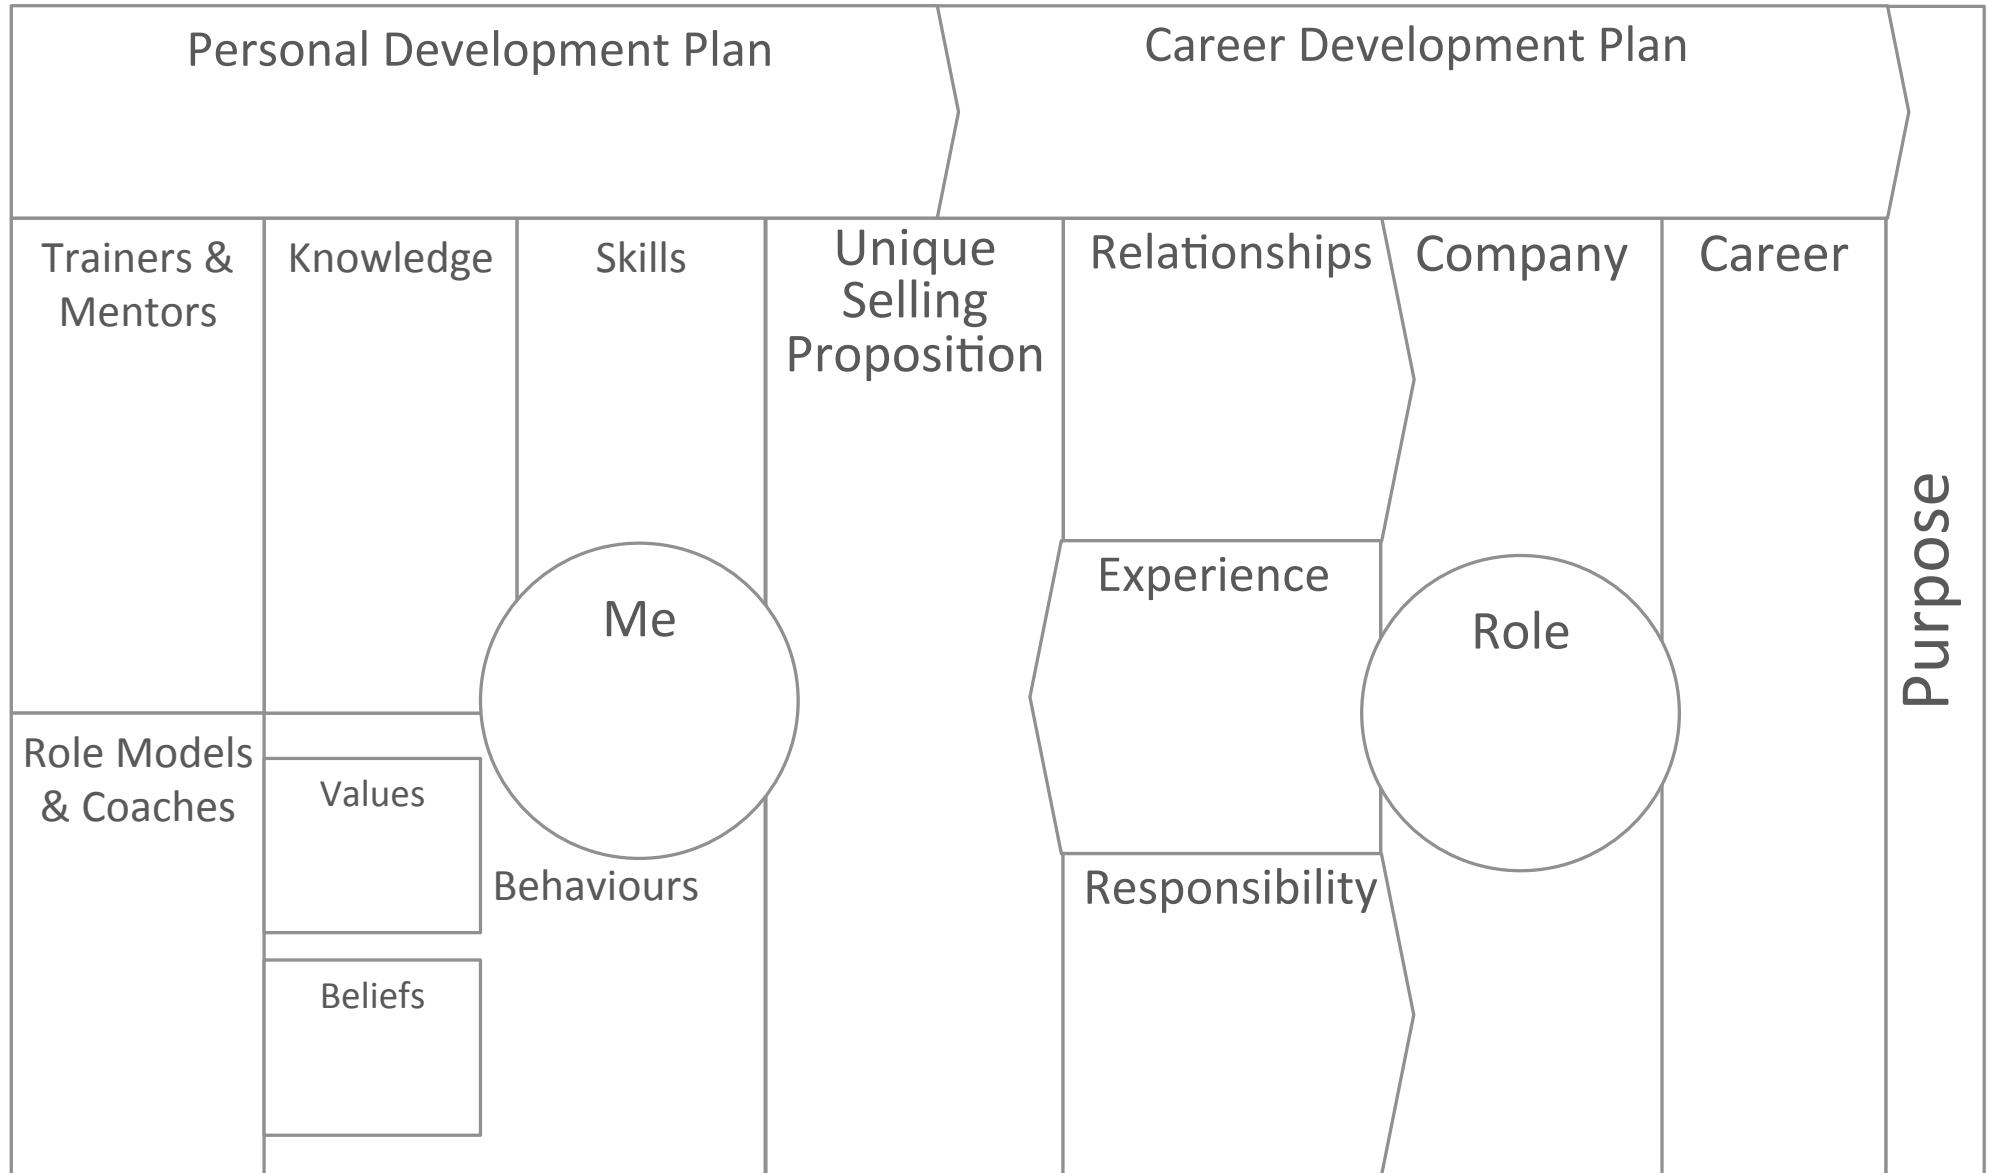 Personal Development Plan
Career Development Plan
Trainers &
Mentors
Knowledge
Skills
Unique
Selling
Proposition
Relationships
Company
Career
Purpose
Experience
Me
Role
Role Models
& Coaches
Values
Behaviours
Responsibility
Beliefs